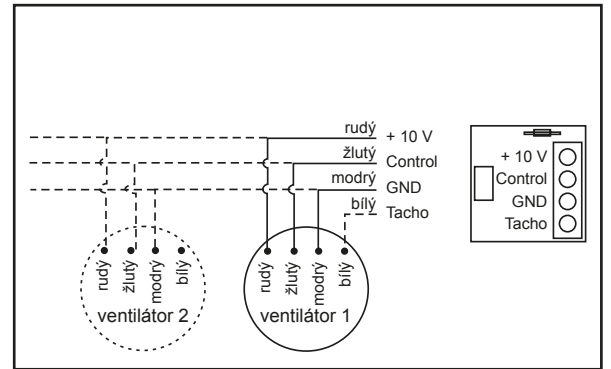 rudý + 10 V
žlutý Control
modrý GND
bílý Tacho
+ 10 V
Control
GND
Tacho
rudý žlutý modrý bílý
ventilátor 2
rudý žlutý modrý bílý
ventilátor 1